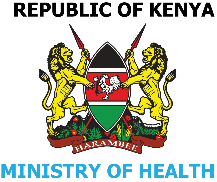 REPUBLIC OF KENYA
HARAMBEE
MINISTRY OF HEALTH